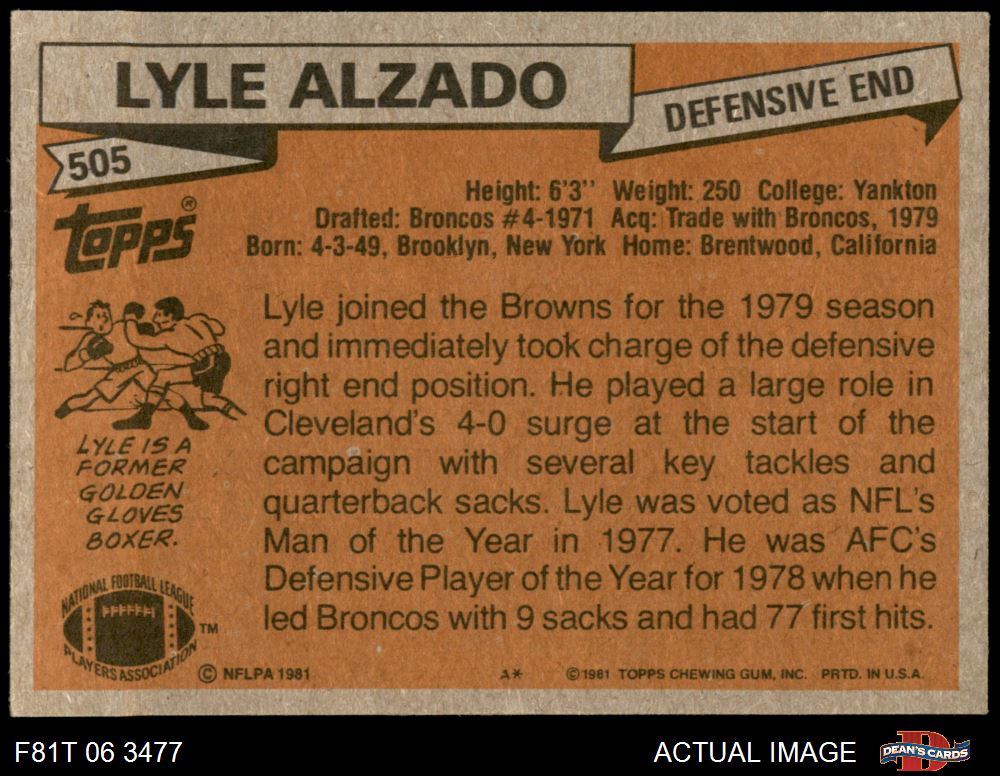 LYLE ALZADO
DEFENSIVE END
505
TOPPS®
Height: 6'3'' Weight: 250 College: Yankton
Drafted: Broncos #4-1971 Acq: Trade with Broncos, 1979
Born: 4-3-49, Brooklyn, New York Home: Brentwood, California
Lyle joined the Browns for the 1979 season
and immediately took charge of the defensive
right end position. He played a large role in
Cleveland's 4-0 surge at the start of the
campaign with several key tackles and
quarterback sacks. Lyle was voted as NFL's
Man of the Year in 1977. He was AFC's
Defensive Player of the Year for 1978 when he
led Broncos with 9 sacks and had 77 first hits.
LYLE IS A
FORMER
GOLDEN
GLOVES
BOXER.
NATIONAL FOOTBALL LEAGUE
PLAYERS ASSOCIATION
TM
© NFLPA 1981
A*
© 1981 TOPPS CHEWING GUM, INC. PRTD. IN U.S.A.
F81T 06 3477
ACTUAL IMAGE
D
DEAN'S CARDS